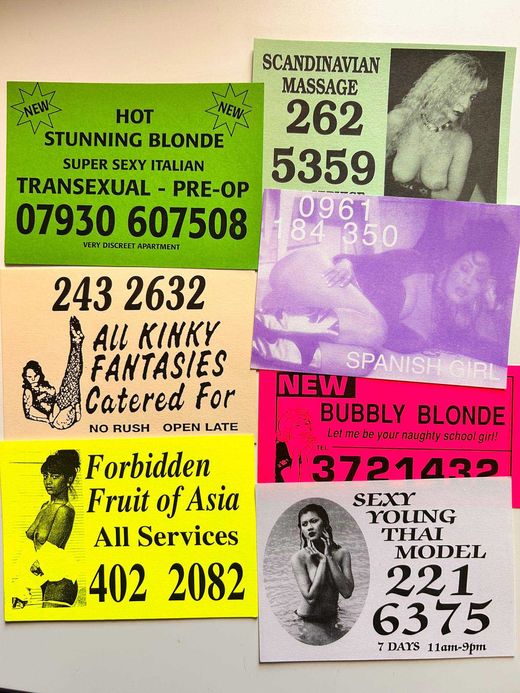 NEW
NEW
HOT
STUNNING BLONDE
SUPER SEXY ITALIAN
TRANSEXUAL - PRE-OP
07930 607508
VERY DISCREET APARTMENT
SCANDINAVIAN
MASSAGE
262
5359
0961
184 350
SPANISH GIRL
243 2632
ALL KINKY
FANTASIES
Catered For
NO RUSH OPEN LATE
NEW
BUBBLY BLONDE
Let me be your naughty school girl!
TEL
3721432
Forbidden
Fruit of Asia
All Services
402 2082
SEXY
YOUNG
THAI
MODEL
221
6375
7 DAYS 11am-9pm